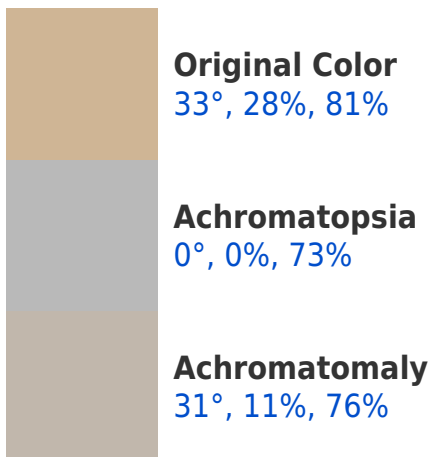 Original Color
33°, 28%, 81%
Achromatopsia
0°, 0%, 73%
Achromatomaly
31°, 11%, 76%